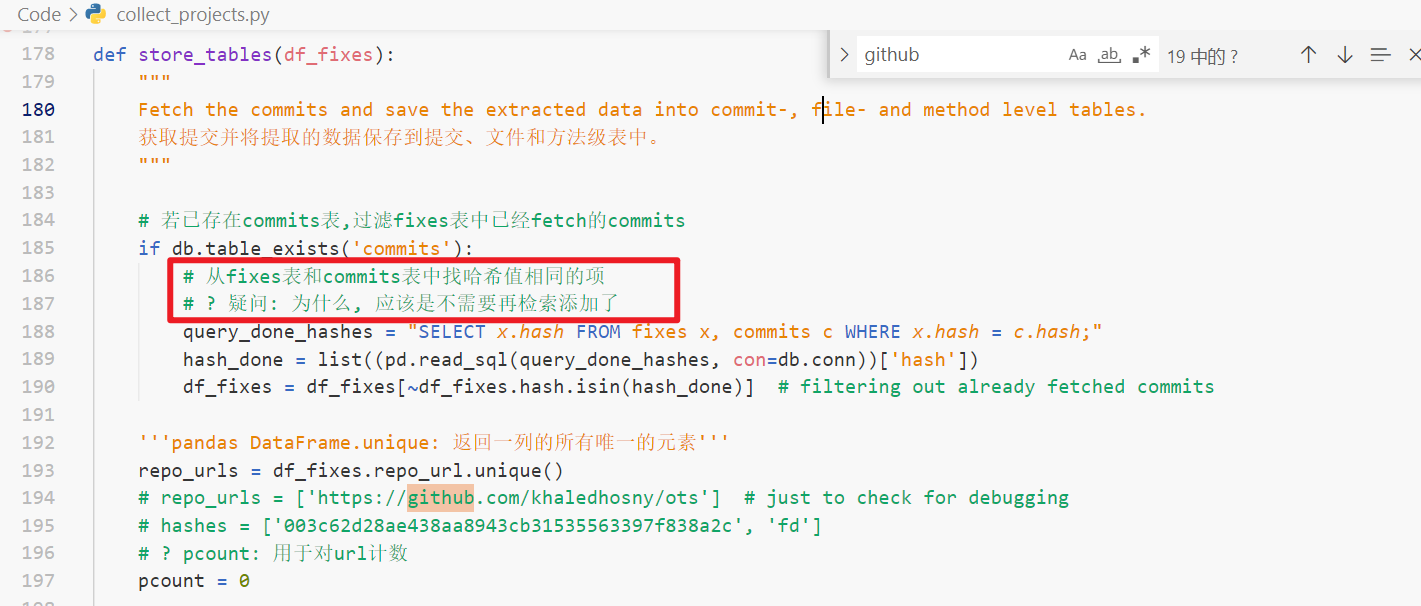 Code > collect_projects.py
github Aa ab .* 19 中的 ?
178 def store_tables(df_fixes):
179 """
180 Fetch the commits and save the extracted data into commit-, file- and method level tables.
181 获取提交并将提取的数据保存到提交、文件和方法级表中。
182 """
183
184 # 若已存在commits表,过滤fixes表中已经fetch的commits
185 if db.table_exists('commits'):
186 # 从fixes表和commits表中找哈希值相同的项
187 # ? 疑问: 为什么, 应该是不需要再检索添加了
188 query_done_hashes = "SELECT x.hash FROM fixes x, commits c WHERE x.hash = c.hash;"
189 hash_done = list((pd.read_sql(query_done_hashes, con=db.conn))['hash'])
190 df_fixes = df_fixes[~df_fixes.hash.isin(hash_done)]  # filtering out already fetched commits
191
192 '''pandas DataFrame.unique: 返回一列的所有唯一的元素'''
193 repo_urls = df_fixes.repo_url.unique()
194 # repo_urls = ['https://github.com/khaledhosny/ots']  # just to check for debugging
195 # hashes = ['003c62d28ae438aa8943cb31535563397f838a2c', 'fd']
196 # ? pcount: 用于对url计数
197 pcount = 0